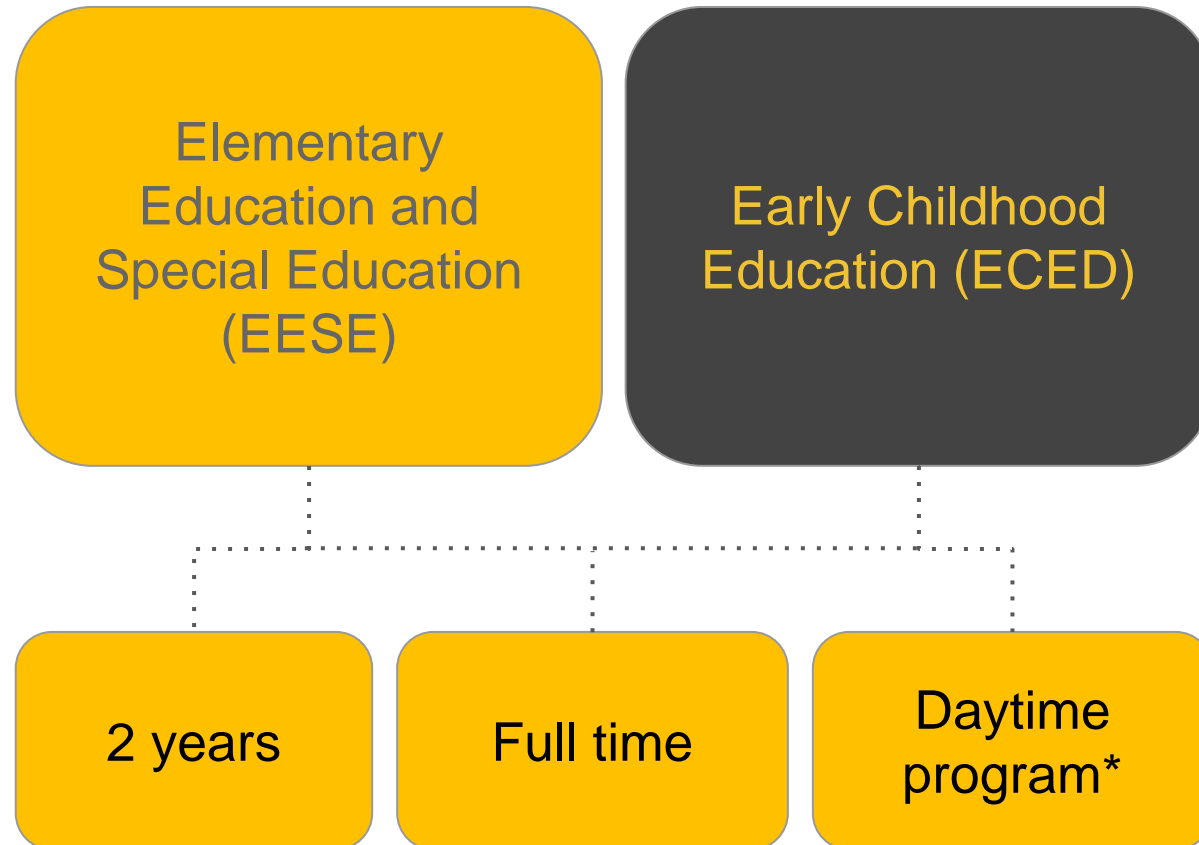 Elementary
Education and
Special Education
(EESE)
Early Childhood
Education (ECED)
2 years
Full time
Daytime
program*